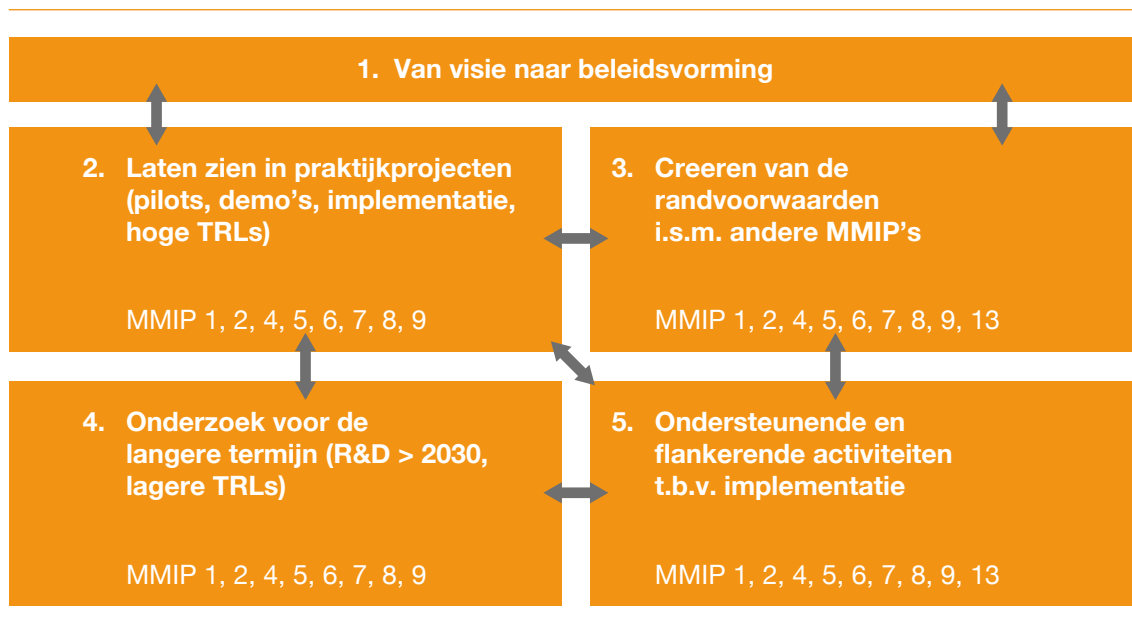 1. Van visie naar beleidsvorming
2. Laten zien in praktijkprojecten
(pilots, demo's, implementatie,
hoge TRLs)
MMIP 1, 2, 4, 5, 6, 7, 8, 9
3. Creeren van de
randvoorwaarden
i.s.m. andere MMIP's
MMIP 1, 2, 4, 5, 6, 7, 8, 9, 13
4. Onderzoek voor de
langere termijn (R&D > 2030,
lagere TRLs)
MMIP 1, 2, 4, 5, 6, 7, 8, 9
5. Ondersteunende en
flankerende activiteiten
t.b.v. implementatie
MMIP 1, 2, 4, 5, 6, 7, 8, 9, 13